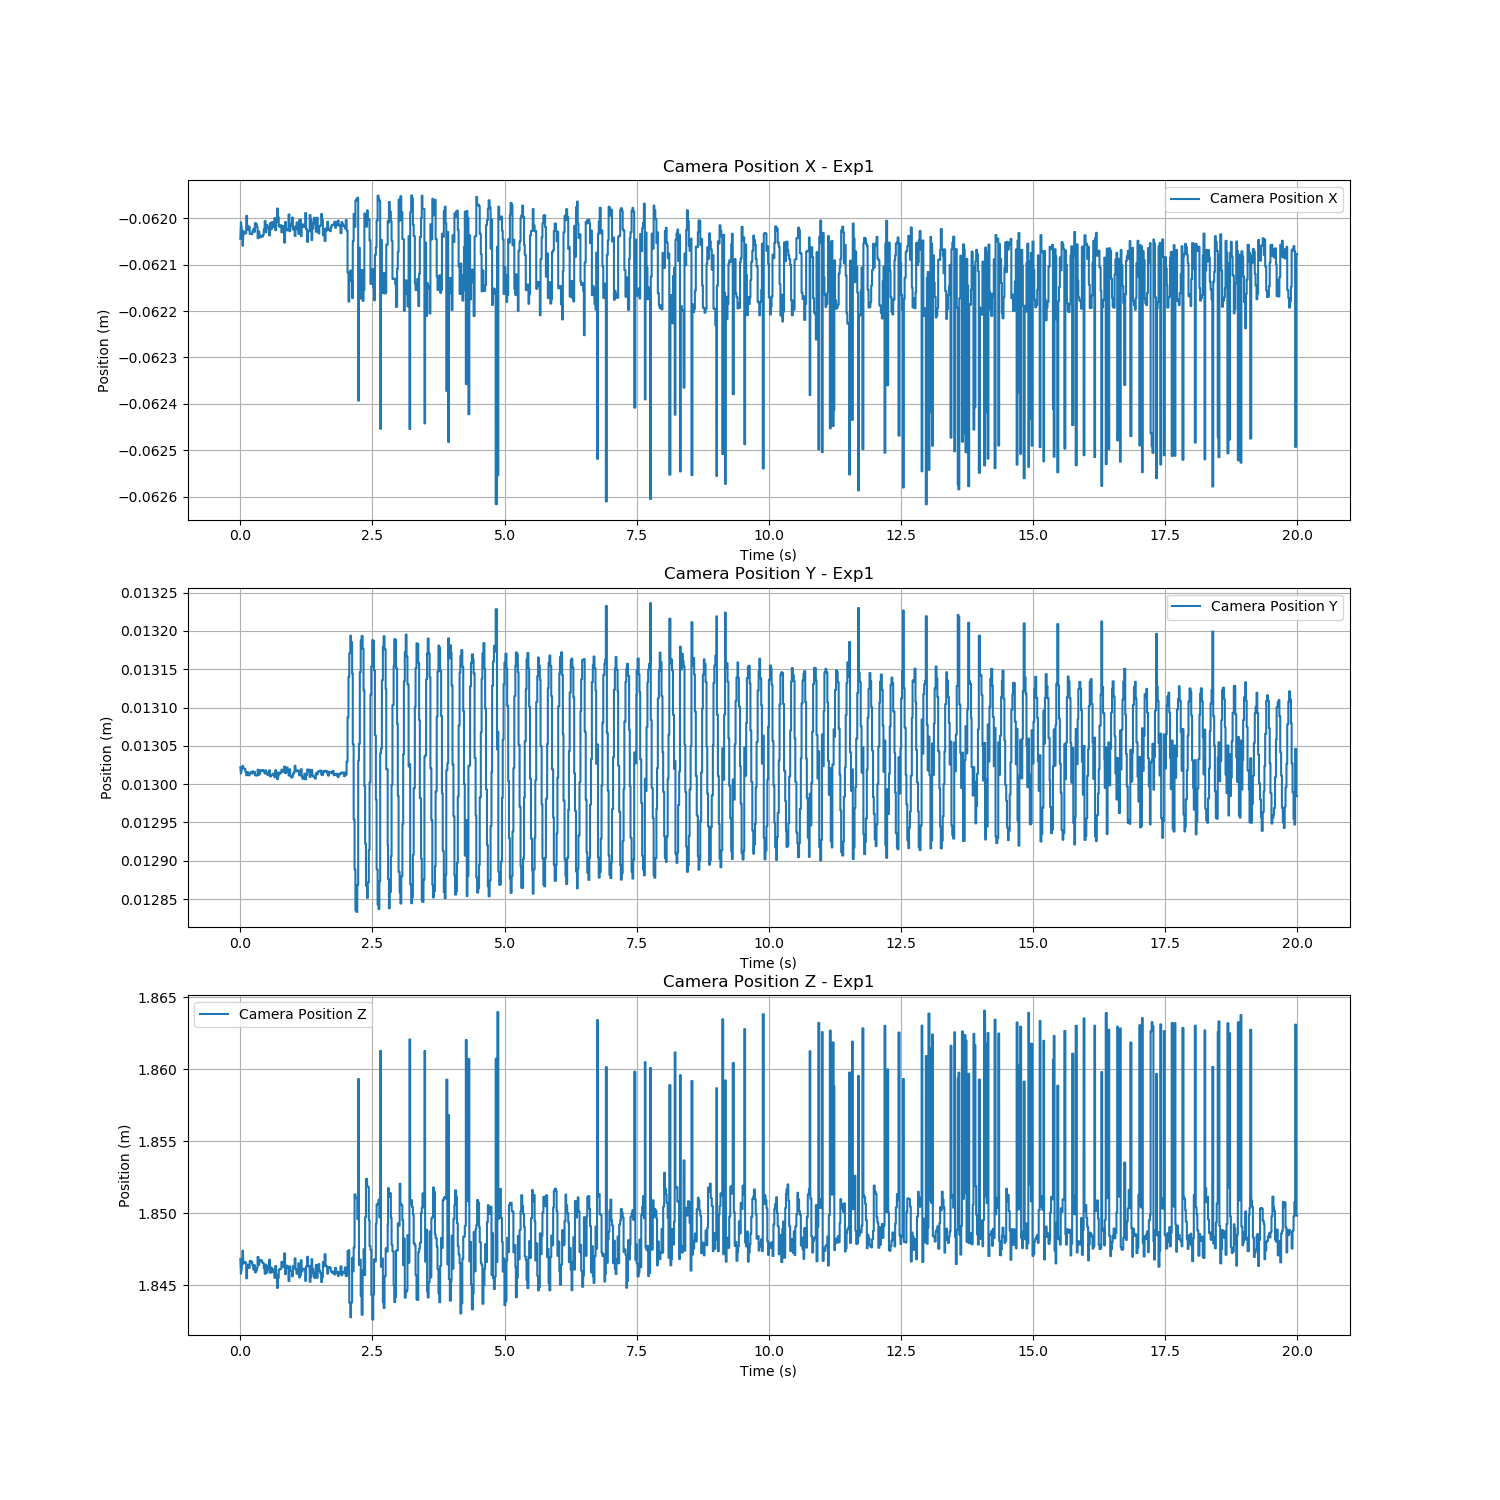 Camera Position X - Exp1
Camera Position X
−0.0620
−0.0621
−0.0622
−0.0623
−0.0624
−0.0625
−0.0626
Position (m)
0.0 2.5 5.0 7.5 10.0 12.5 15.0 17.5 20.0
Time (s)
Camera Position Y - Exp1
Camera Position Y
0.01325
0.01320
0.01315
0.01310
0.01305
0.01300
0.01295
0.01290
0.01285
Position (m)
0.0 2.5 5.0 7.5 10.0 12.5 15.0 17.5 20.0
Time (s)
Camera Position Z - Exp1
Camera Position Z
1.865
1.860
1.855
1.850
1.845
Position (m)
0.0 2.5 5.0 7.5 10.0 12.5 15.0 17.5 20.0
Time (s)